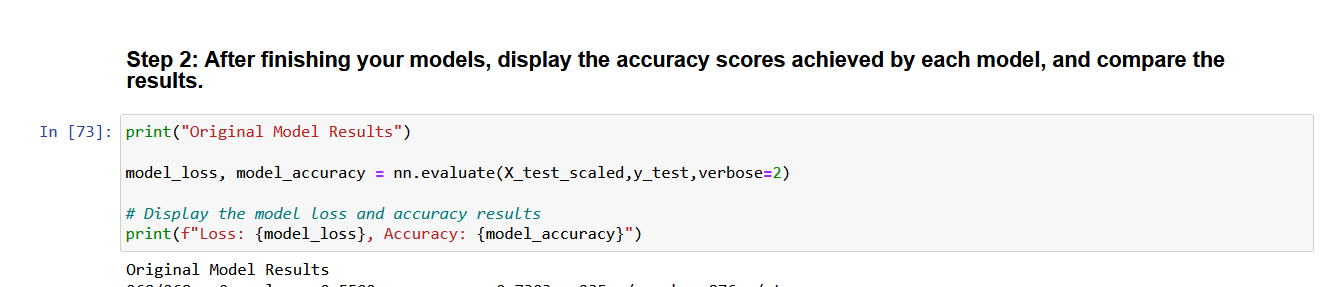 Step 2: After finishing your models, display the accuracy scores achieved by each model, and compare the
results.
In [73]: print("Original Model Results")
model_loss, model_accuracy = nn.evaluate(X_test_scaled,y_test,verbose=2)
# Display the model loss and accuracy results
print(f"Loss: {model_loss}, Accuracy: {model_accuracy}")
Original Model Results